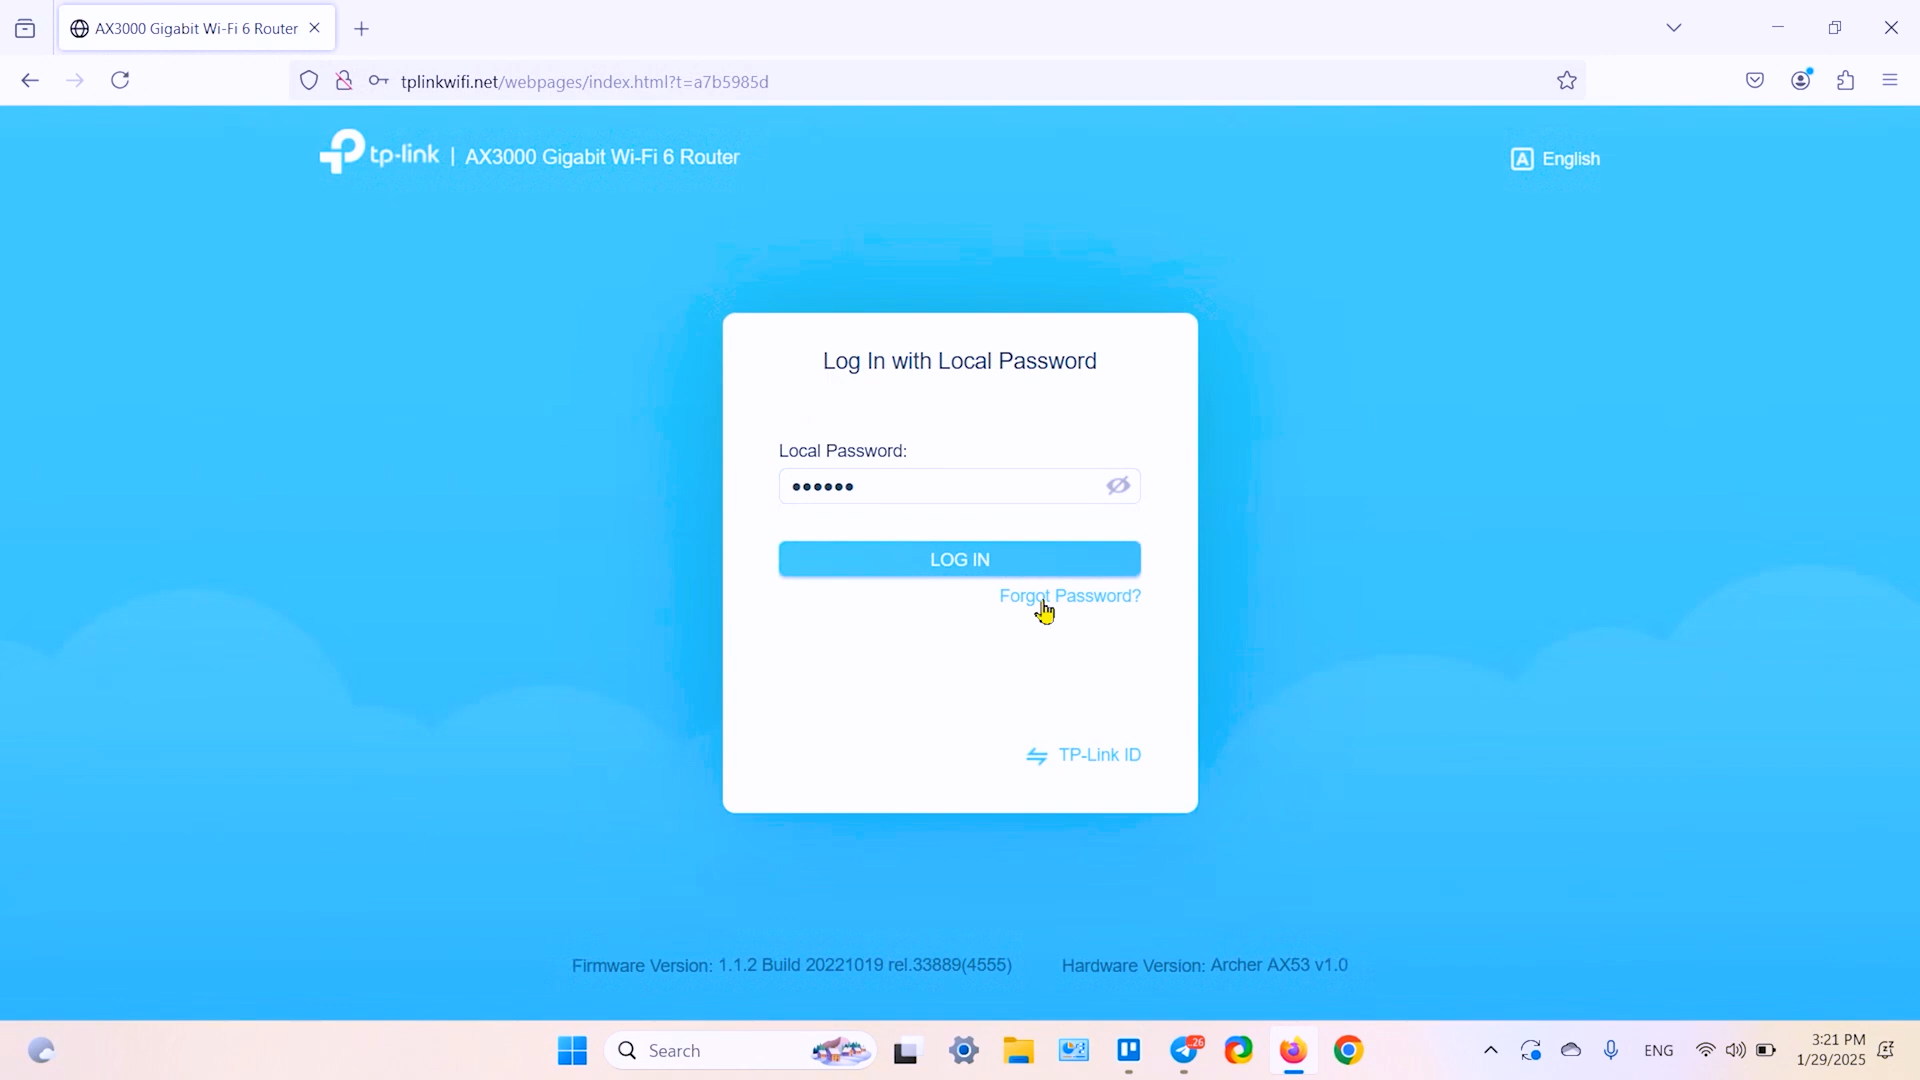 AX3000 Gigabit Wi-Fi 6 Router
tplinkwifi.net/webpages/index.html?t=a7b5985d
tp-link | AX3000 Gigabit Wi-Fi 6 Router
A English
Log In with Local Password
Local Password:
LOG IN
Forgot Password?
TP-Link ID
Firmware Version: 1.1.2 Build 20221019 rel.33889(4555) Hardware Version: Archer AX53 v1.0
Search
26
ENG
3:21 PM
1/29/2025